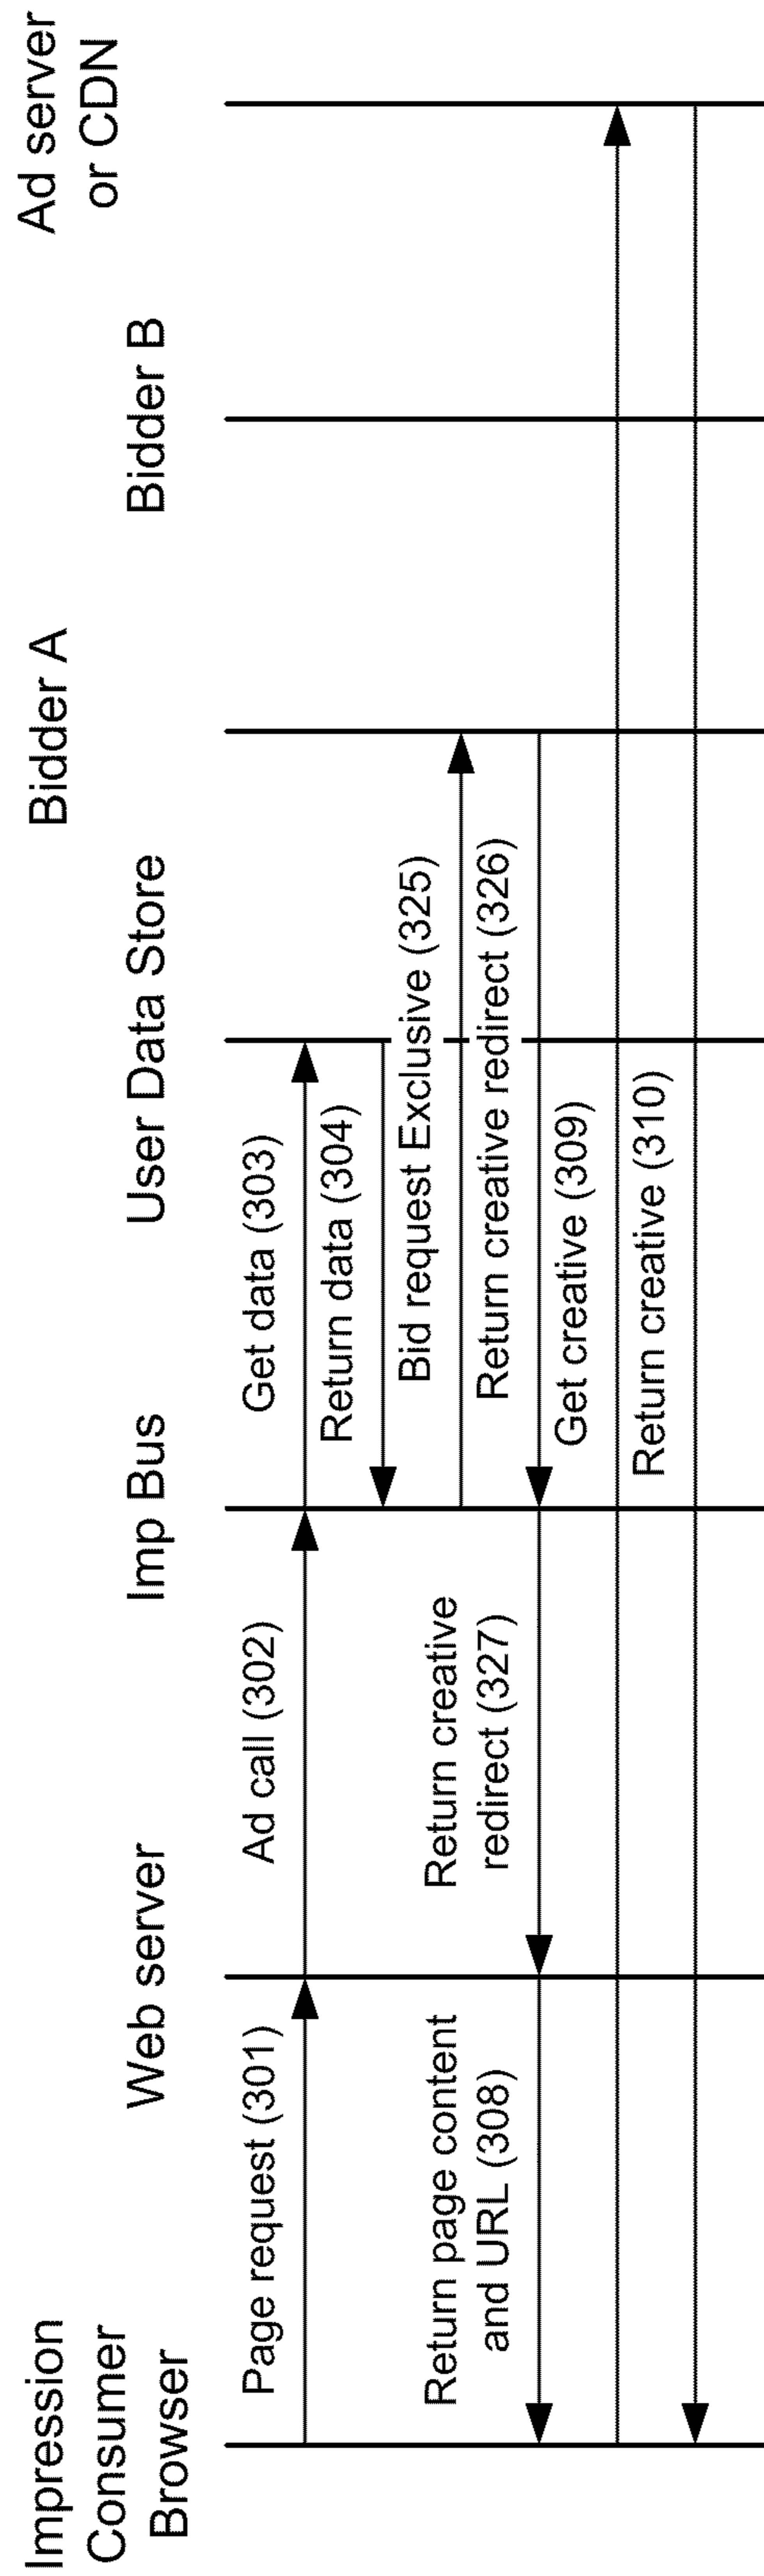 Impression
Consumer
Browser
Web server
Imp Bus
User Data Store
Bidder A
Bidder B
Ad server
or CDN
Page request (301)
Ad call (302)
Get data (303)
Return data (304)
Bid request Exclusive (325)
Return creative redirect (326)
Return creative
redirect (327)
Return page content
and URL (308)
Get creative (309)
Return creative (310)